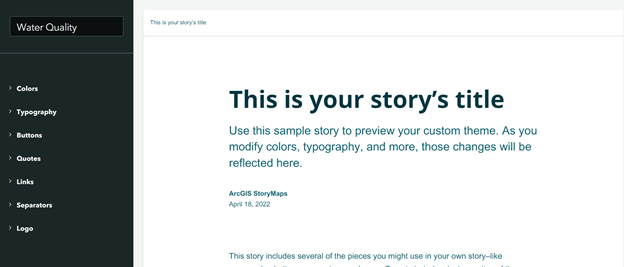 Water Quality
Colors
Typography
Buttons
Quotes
Links
Separators
Logo
This is your story's title
This is your story's title
Use this sample story to preview your custom theme. As you
modify colors, typography, and more, those changes will be
reflected here.
ArcGIS StoryMaps
April 18, 2022
This story includes several of the pieces you might use in your own story–like